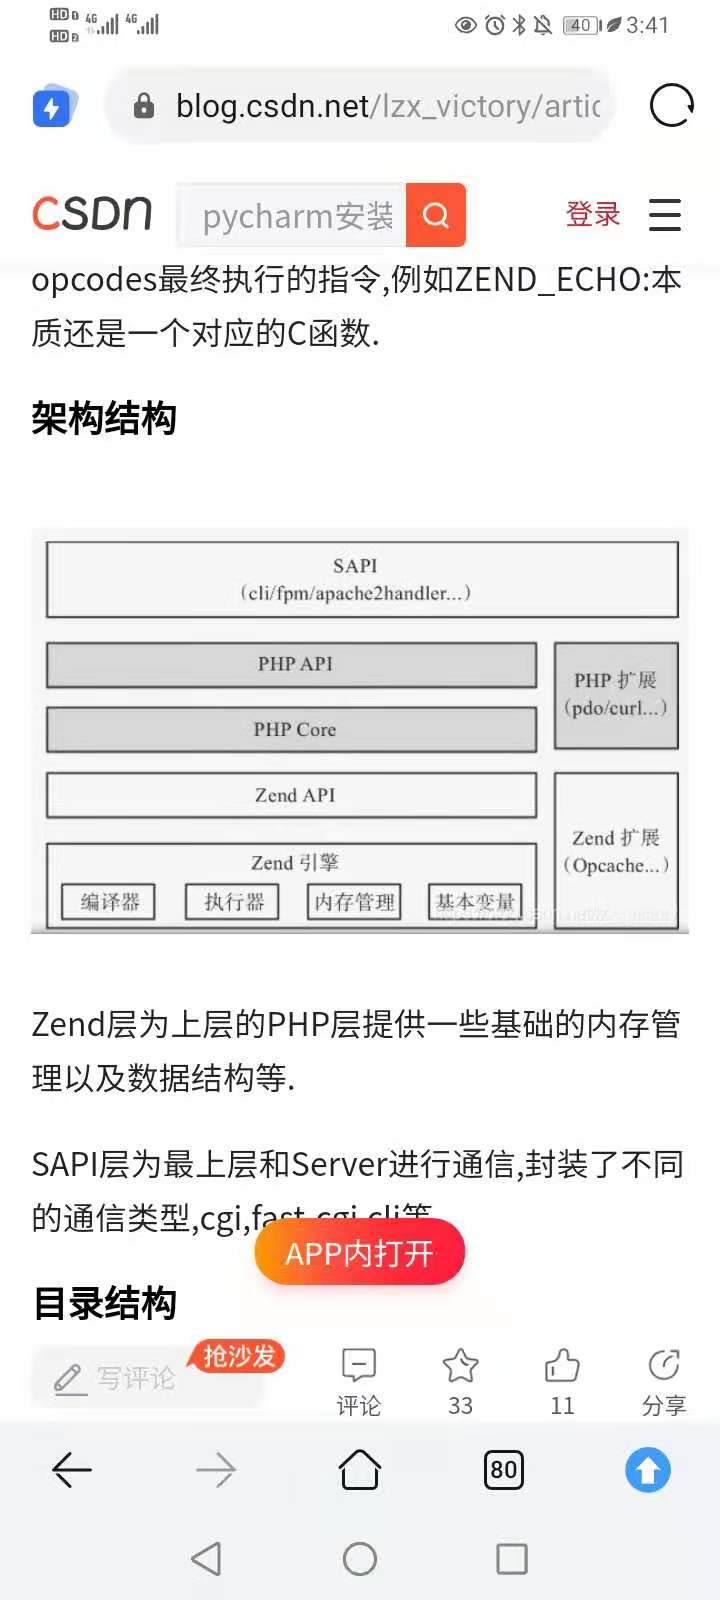 HD 1 4G 4G 40 3:41
HD 2
blog.csdn.net/lzx_victory/artic
CSDN pycharm安装 登录
opcodes最终执行的指令,例如ZEND_ECHO:本
质还是一个对应的C函数.
架构结构
SAPI
（cli/fpm/apache2handler...）
PHP API
PHP 扩展
（pdo/curl...）
PHP Core
Zend API
Zend 扩展
（Opcache...）
Zend 引擎
编译器 执行器 内存管理 基本变量
Zend层为上层的PHP层提供一些基础的内存管
理以及数据结构等.
SAPI层为最上层和Server进行通信,封装了不同
的通信类型,cgi,fast-cgi,cli等
APP内打开
目录结构
抢沙发
写评论 评论 33 11 分享
80